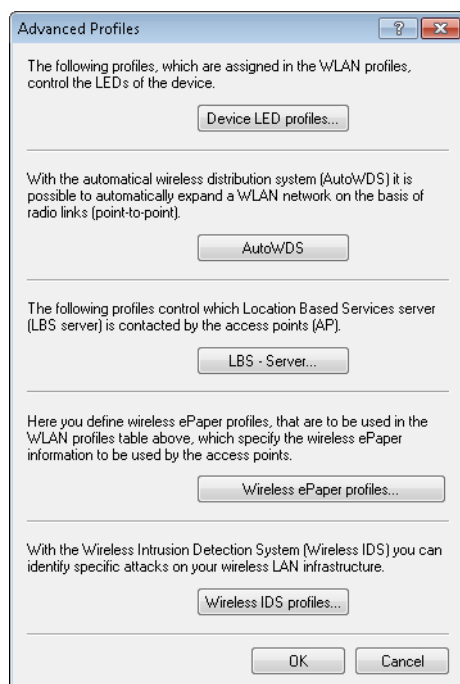 Advanced Profiles
?
The following profiles, which are assigned in the WLAN profiles,
control the LEDs of the device.
Device LED profiles...
With the automatical wireless distribution system (AutoWDS) it is
possible to automatically expand a WLAN network on the basis of
radio links (point-to-point).
AutoWDS
The following profiles control which Location Based Services server
(LBS server) is contacted by the access points (AP).
LBS - Server...
Here you define wireless ePaper profiles, that are to be used in the
WLAN profiles table above, which specify the wireless ePaper
information to be used by the access points.
Wireless ePaper profiles...
With the Wireless Intrusion Detection System (Wireless IDS) you can
identify specific attacks on your wireless LAN infrastructure.
Wireless IDS profiles...
OK
Cancel